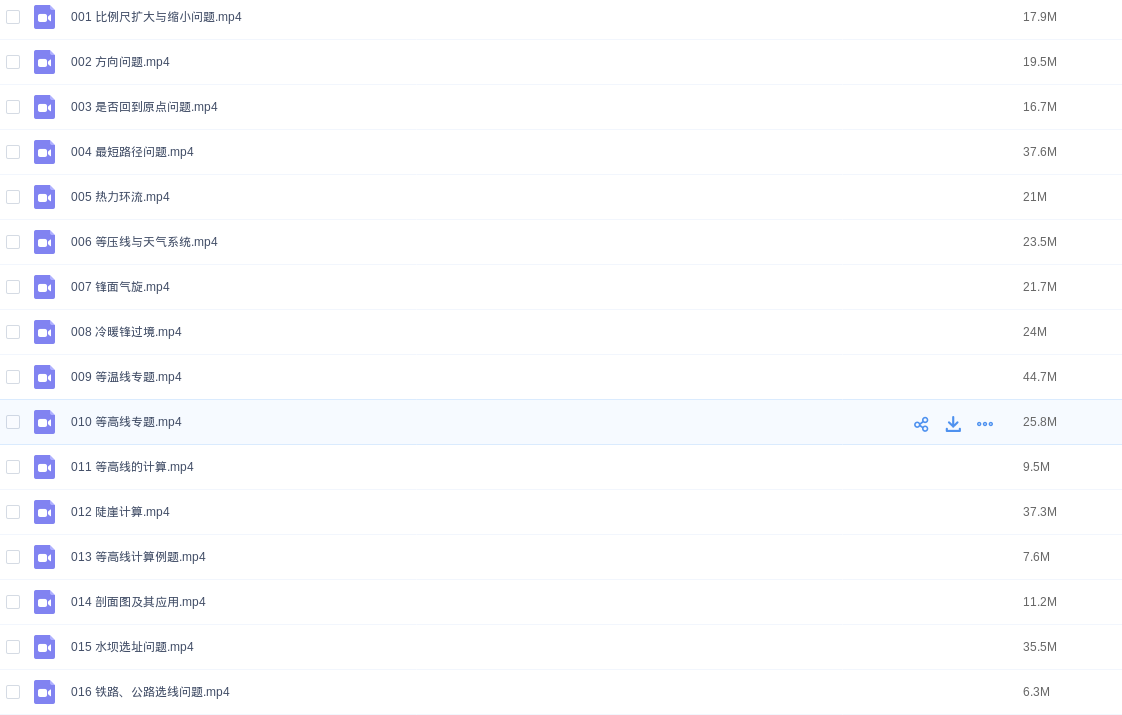 001 比例尺扩大与缩小问题.mp4 17.9M
002 方向问题.mp4 19.5M
003 是否回到原点问题.mp4 16.7M
004 最短路径问题.mp4 37.6M
005 热力环流.mp4 21M
006 等压线与天气系统.mp4 23.5M
007 锋面气旋.mp4 21.7M
008 冷暖锋过境.mp4 24M
009 等温线专题.mp4 44.7M
010 等高线专题.mp4 25.8M
011 等高线的计算.mp4 9.5M
012 陡崖计算.mp4 37.3M
013 等高线计算例题.mp4 7.6M
014 剖面图及其应用.mp4 11.2M
015 水坝选址问题.mp4 35.5M
016 铁路、公路选线问题.mp4 6.3M